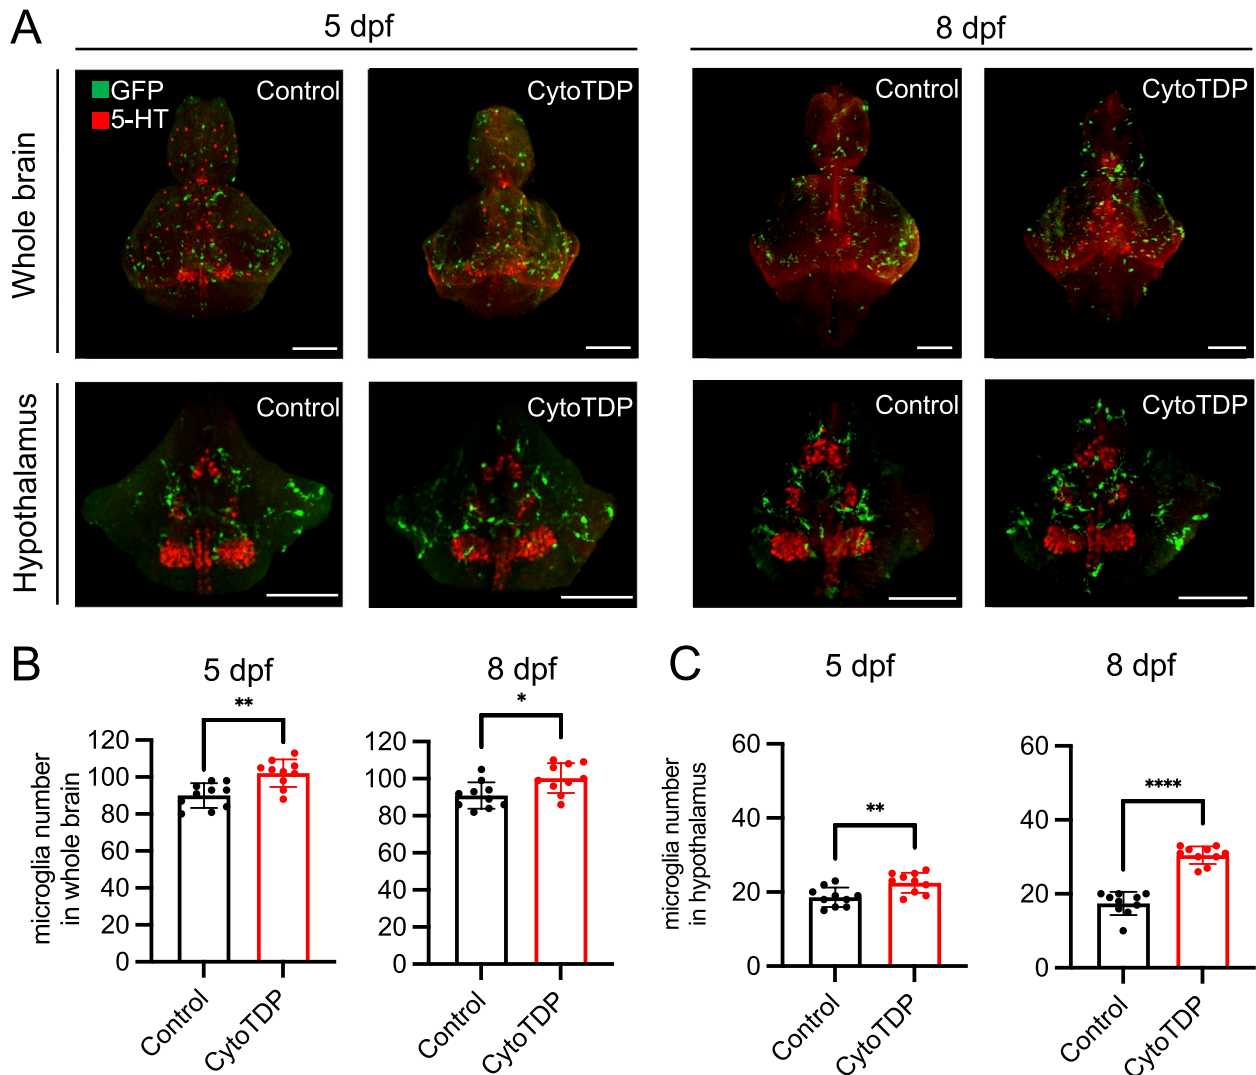 A
5 dpf
8 dpf
Whole brain
GFP
5-HT
Control
CytoTDP
Control
CytoTDP
Hypothalamus
Control
CytoTDP
Control
CytoTDP
B
5 dpf
8 dpf
microglia number
in whole brain
**
120
100
80
60
40
20
0
Control
CytoTDP
*
120
100
80
60
40
20
0
Control
CytoTDP
C
5 dpf
8 dpf
microglia number
in hypothalamus
**
60
40
20
0
Control
CytoTDP
****
60
40
20
0
Control
CytoTDP